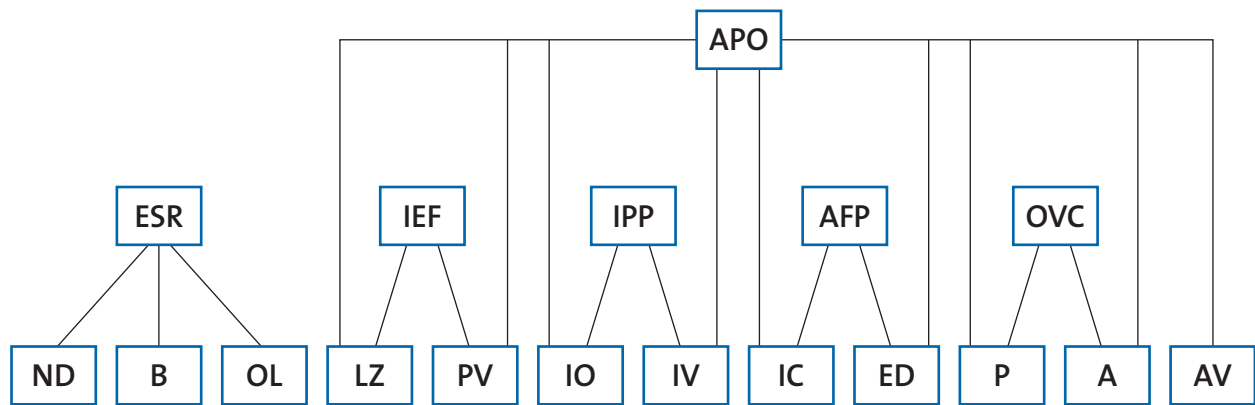 APO
ESR IEF IPP AFP OVC
ND B OL LZ PV IO IV IC ED P A AV